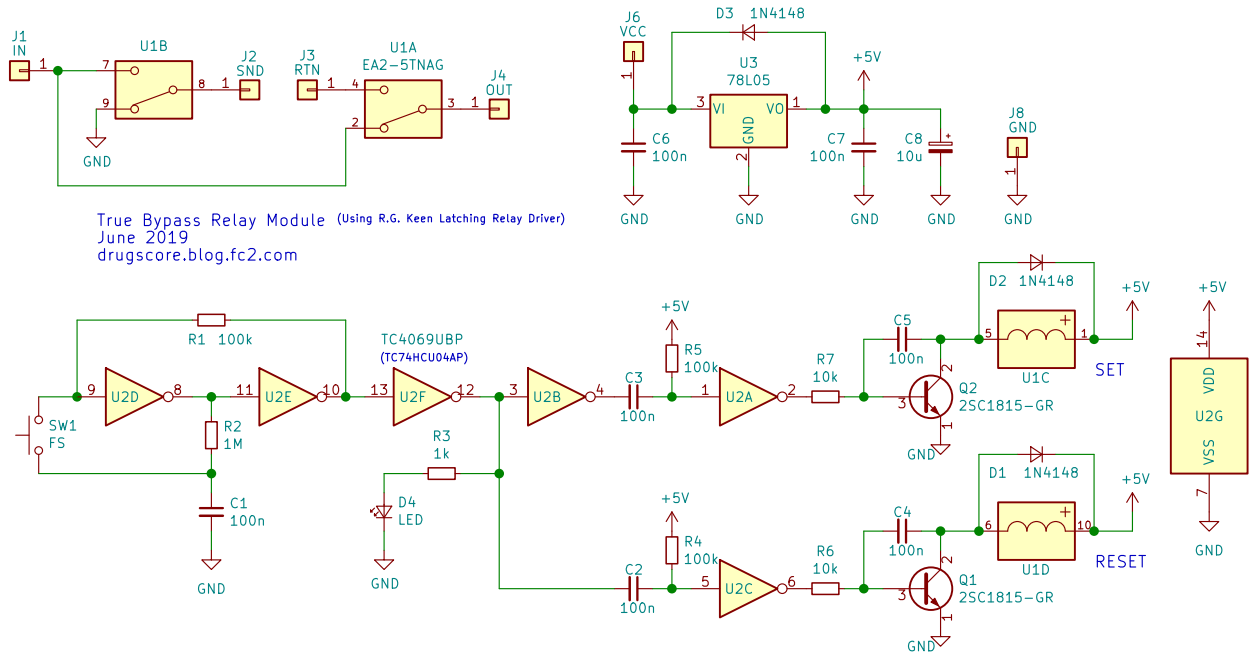 J1
IN
1
7
U1B
8
9
GND
1
J2
SND
J3
RTN
1
4
U1A
EA2-5TNAG
3
2
1
J4
OUT
True Bypass Relay Module (Using R.G. Keen Latching Relay Driver)
June 2019
drugscore.blog.fc2.com
J6
VCC
1
D3 1N4148
U3
78L05
3
VI
VO
1
GND
2
+5V
C6
100n
C7
100n
C8
10u
+
GND
GND
GND
GND
J8
GND
1
GND
R1 100k
9
U2D
8
11
U2E
10
SW1
FS
R2
1M
C1
100n
GND
TC4069UBP
(TC74HCU04AP)
13
U2F
12
R3
1k
D4
LED
GND
3
U2B
4
C3
100n
+5V
R5
100k
1
U2A
2
R7
10k
C5
100n
3
2
1
Q2
2SC1815-GR
GND
D2 1N4148
5
+
1
U1C
+5V
SET
C2
100n
+5V
R4
100k
5
U2C
6
R6
10k
C4
100n
3
2
1
Q1
2SC1815-GR
GND
D1 1N4148
6
+
10
U1D
+5V
RESET
+5V
14
VDD
U2G
VSS
7
GND